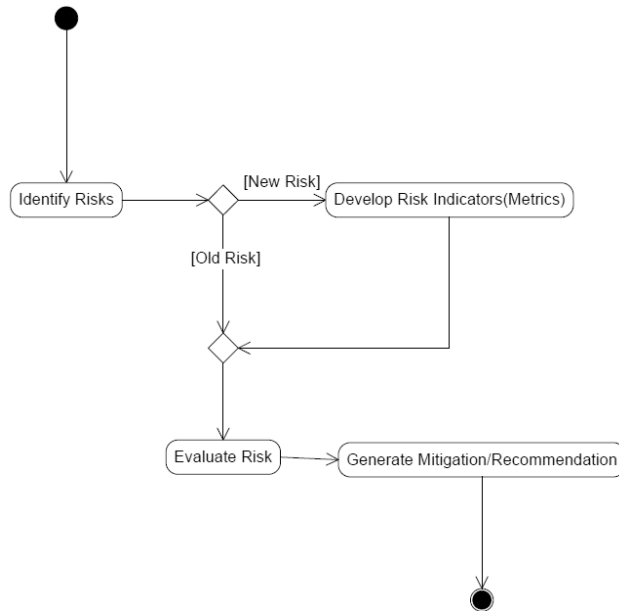 [New Risk]
Identify Risks
Develop Risk Indicators(Metrics)
[Old Risk]
Evaluate Risk
Generate Mitigation/Recommendation